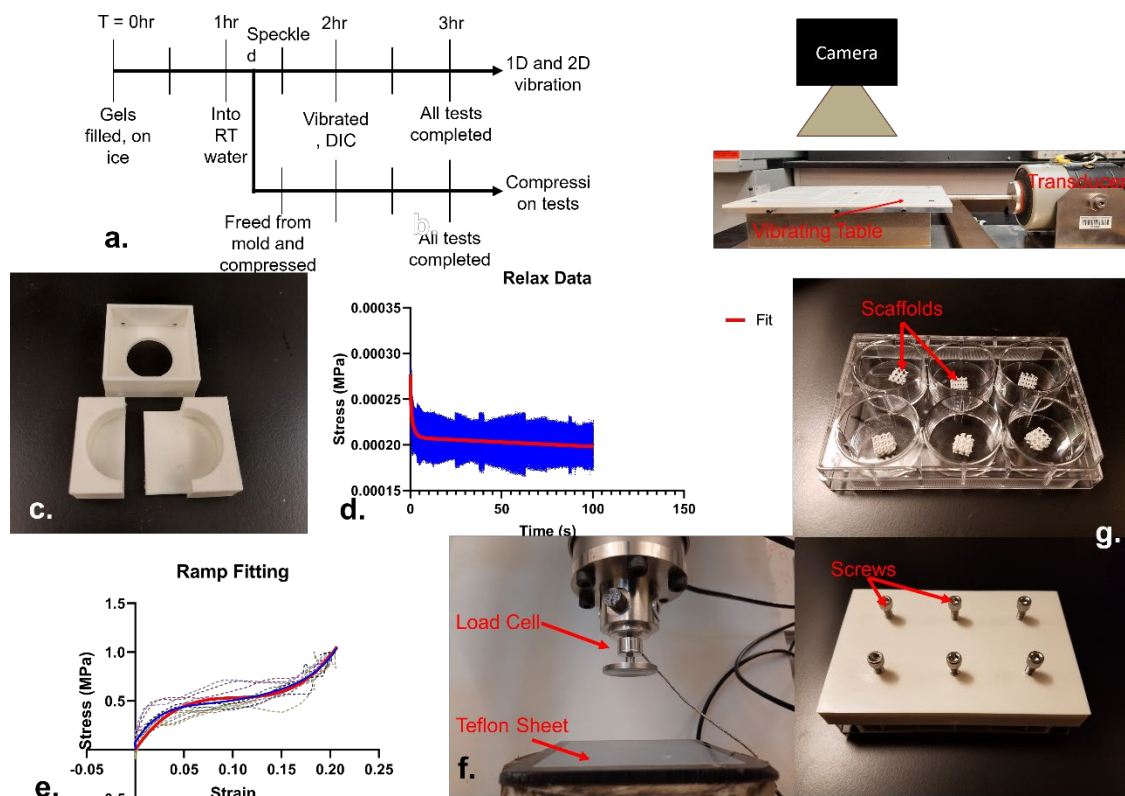 T = 0hr
1hr
2hr
3hr
Speckle
d
1D and 2D
vibration
Gels
filled, on
ice
Into
RT
water
Vibrated
, DIC
All tests
completed
Compressi
on tests
Freed from
mold and
compressed
All tests
completed
a.
b.
Camera
Transducer
Vibrating Table
c.
Relax Data
0.00035
0.00030
0.00025
0.00020
0.00015
Stress (MPa)
0
50
100
150
Time (s)
Fit
d.
Scaffolds
g.
Ramp Fitting
1.5
1.0
0.5
-0.5
Stress (MPa)
-0.05
0.05
0.10
0.15
0.20
0.25
Strain
e.
Load Cell
Teflon Sheet
f.
Screws